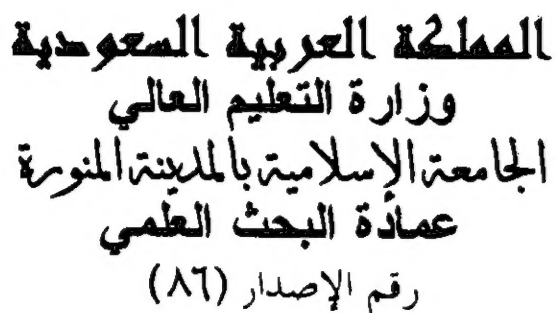 المملكة العربية السعودية
وزارة التعليم العالي
الجامعة الإسلامية بالمدينة المنورة
عمادة البحث العلمي
رقم الإصدار (٨٦)